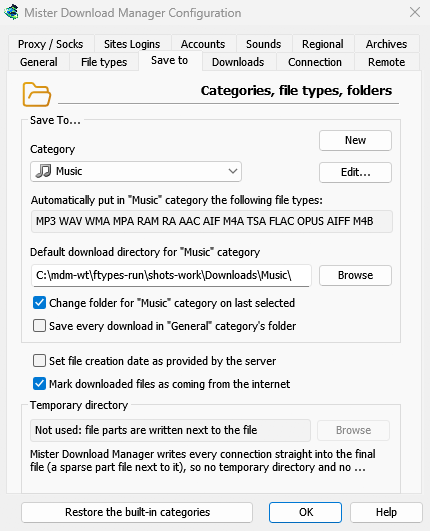 Mister Download Manager Configuration
Proxy / Socks Sites Logins Accounts Sounds Regional Archives
General File types Save to Downloads Connection Remote
Categories, file types, folders
Save To...
New
Category
Music
Edit...
Automatically put in "Music" category the following file types:
MP3 WAV WMA MPA RAM RA AAC AIF M4A TSA FLAC OPUS AIFF M4B
Default download directory for "Music" category
C:\mdm-wt\ftypes-run\shots-work\Downloads\Music\ Browse
Change folder for "Music" category on last selected
Save every download in "General" category's folder
Set file creation date as provided by the server
Mark downloaded files as coming from the internet
Temporary directory
Not used: file parts are written next to the file Browse
Mister Download Manager writes every connection straight into the final
file (a sparse part file next to it), so no temporary directory and no ...
Restore the built-in categories OK Help